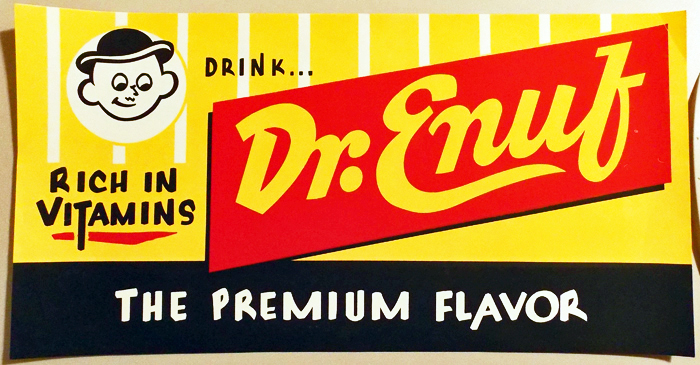 DRINK...
Dr. Enuf
RICH IN
VITAMINS
THE PREMIUM FLAVOR